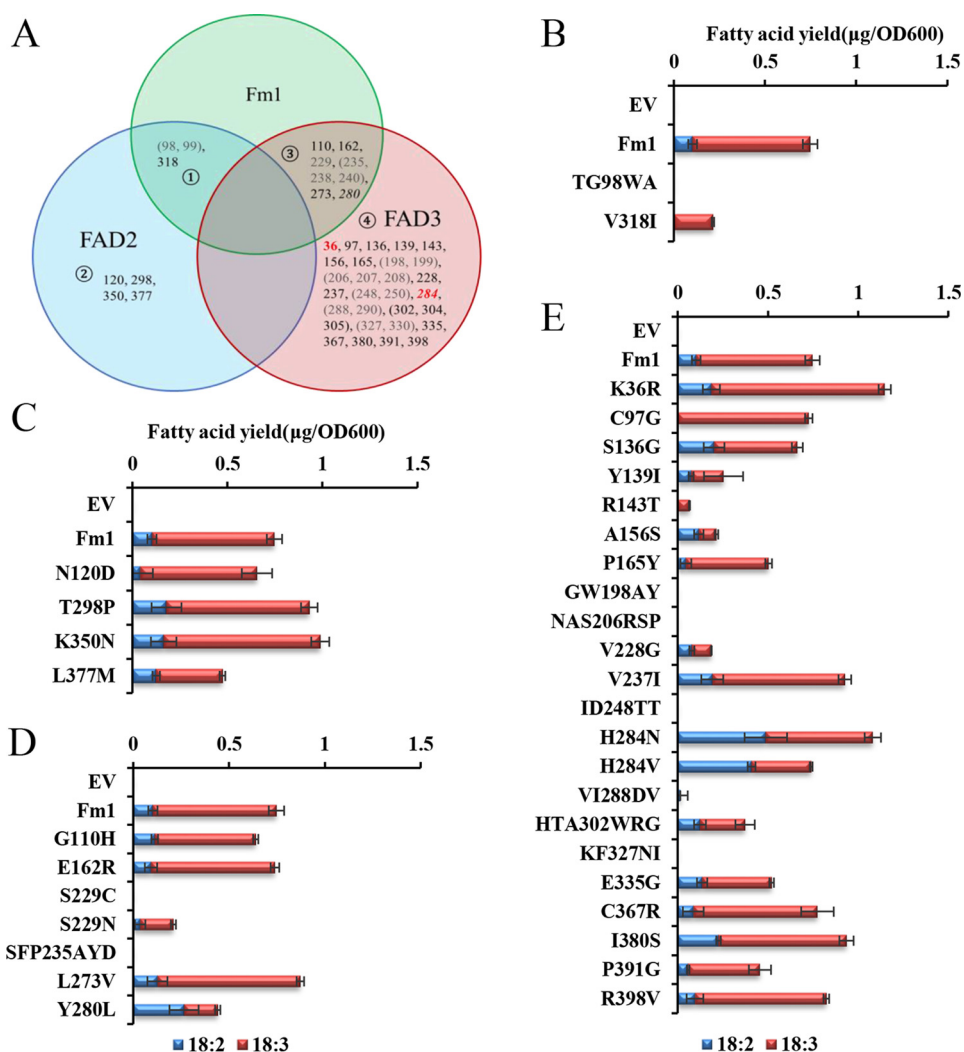 A
Fm1
(98, 99),
318
①
③
110, 162,
229, (235,
238, 240),
273, 280
FAD2
②
120, 298,
350, 377
④ FAD3
36, 97, 136, 139, 143,
156, 165, (198, 199),
(206, 207, 208), 228,
237, (248, 250), 284,
(288, 290), (302, 304,
305), (327, 330), 335,
367, 380, 391, 398
B
Fatty acid yield(μg/OD600)
0 0.5 1 1.5
EV
Fm1
TG98WA
V318I
C
Fatty acid yield(μg/OD600)
0 0.5 1 1.5
EV
Fm1
N120D
T298P
K350N
L377M
D
0 0.5 1 1.5
EV
Fm1
G110H
E162R
S229C
S229N
SFP235AYD
L273V
Y280L
18:2 18:3
E
0 0.5 1 1.5
EV
Fm1
K36R
C97G
S136G
Y139I
R143T
A156S
P165Y
GW198AY
NAS206RSP
V228G
V237I
ID248TT
H284N
H284V
VI288DV
HTA302WRG
KF327NI
E335G
C367R
I380S
P391G
R398V
18:2 18:3